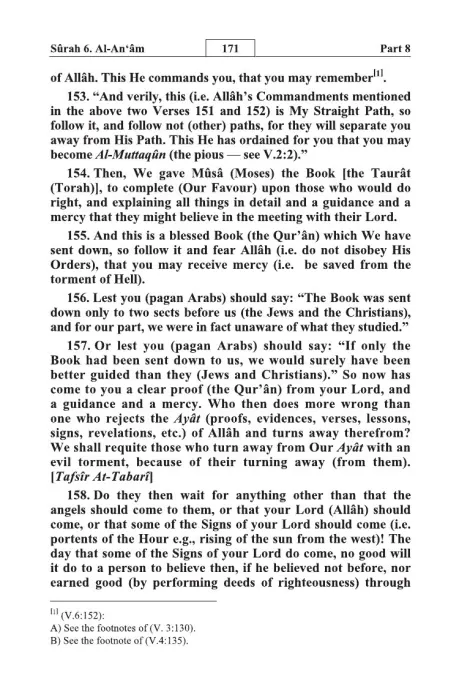 Sûrah 6. Al-An‘âm 171 Part 8
of Allâh. This He commands you, that you may remember[1].
153. “And verily, this (i.e. Allâh’s Commandments mentioned
in the above two Verses 151 and 152) is My Straight Path, so
follow it, and follow not (other) paths, for they will separate you
away from His Path. This He has ordained for you that you may
become Al-Muttaqûn (the pious — see V.2:2).”
154. Then, We gave Mûsâ (Moses) the Book [the Taurât
(Torah)], to complete (Our Favour) upon those who would do
right, and explaining all things in detail and a guidance and a
mercy that they might believe in the meeting with their Lord.
155. And this is a blessed Book (the Qur’ân) which We have
sent down, so follow it and fear Allâh (i.e. do not disobey His
Orders), that you may receive mercy (i.e. be saved from the
torment of Hell).
156. Lest you (pagan Arabs) should say: “The Book was sent
down only to two sects before us (the Jews and the Christians),
and for our part, we were in fact unaware of what they studied.”
157. Or lest you (pagan Arabs) should say: “If only the
Book had been sent down to us, we would surely have been
better guided than they (Jews and Christians).” So now has
come to you a clear proof (the Qur’ân) from your Lord, and
a guidance and a mercy. Who then does more wrong than
one who rejects the Ayât (proofs, evidences, verses, lessons,
signs, revelations, etc.) of Allâh and turns away therefrom?
We shall requite those who turn away from Our Ayât with an
evil torment, because of their turning away (from them).
[Tafsîr At-Tabarî]
158. Do they then wait for anything other than that the
angels should come to them, or that your Lord (Allâh) should
come, or that some of the Signs of your Lord should come (i.e.
portents of the Hour e.g., rising of the sun from the west)! The
day that some of the Signs of your Lord do come, no good will
it do to a person to believe then, if he believed not before, nor
earned good (by performing deeds of righteousness) through
[1] (V.6:152):
A) See the footnotes of (V. 3:130).
B) See the footnote of (V.4:135).